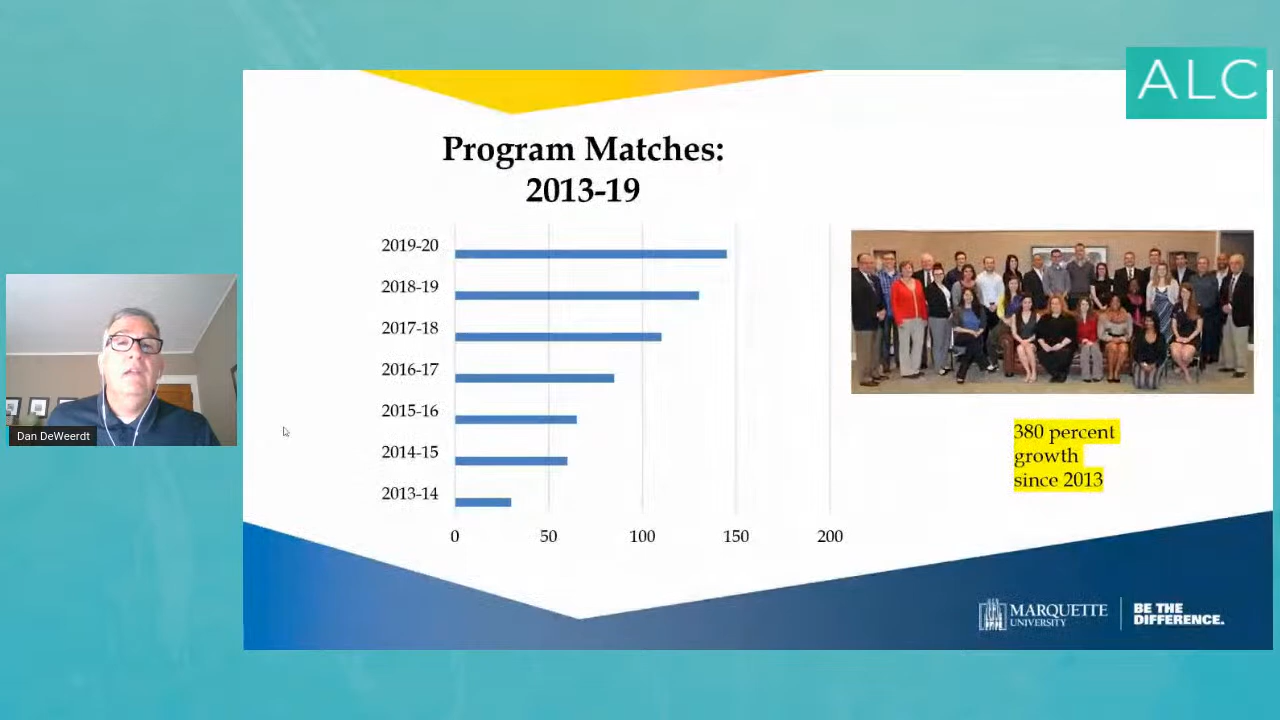 ALC
Program Matches:
2013-19
2019-20
2018-19
2017-18
2016-17
2015-16
2014-15
2013-14
0 50 100 150 200
380 percent
growth
since 2013
Dan DeWeerdt
MARQUETTE
UNIVERSITY
BE THE
DIFFERENCE.